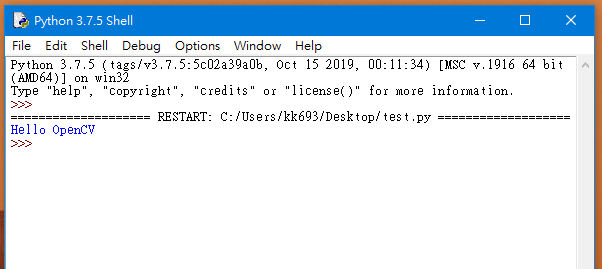 Python 3.7.5 Shell
File Edit Shell Debug Options Window Help
Python 3.7.5 (tags/v3.7.5:5c02a39a0b, Oct 15 2019, 00:11:34) [MSC v.1916 64 bit
(AMD64)] on win32
Type "help", "copyright", "credits" or "license()" for more information.
>>>
==================== RESTART: C:/Users/kk693/Desktop/test.py ===================
Hello OpenCV
>>>